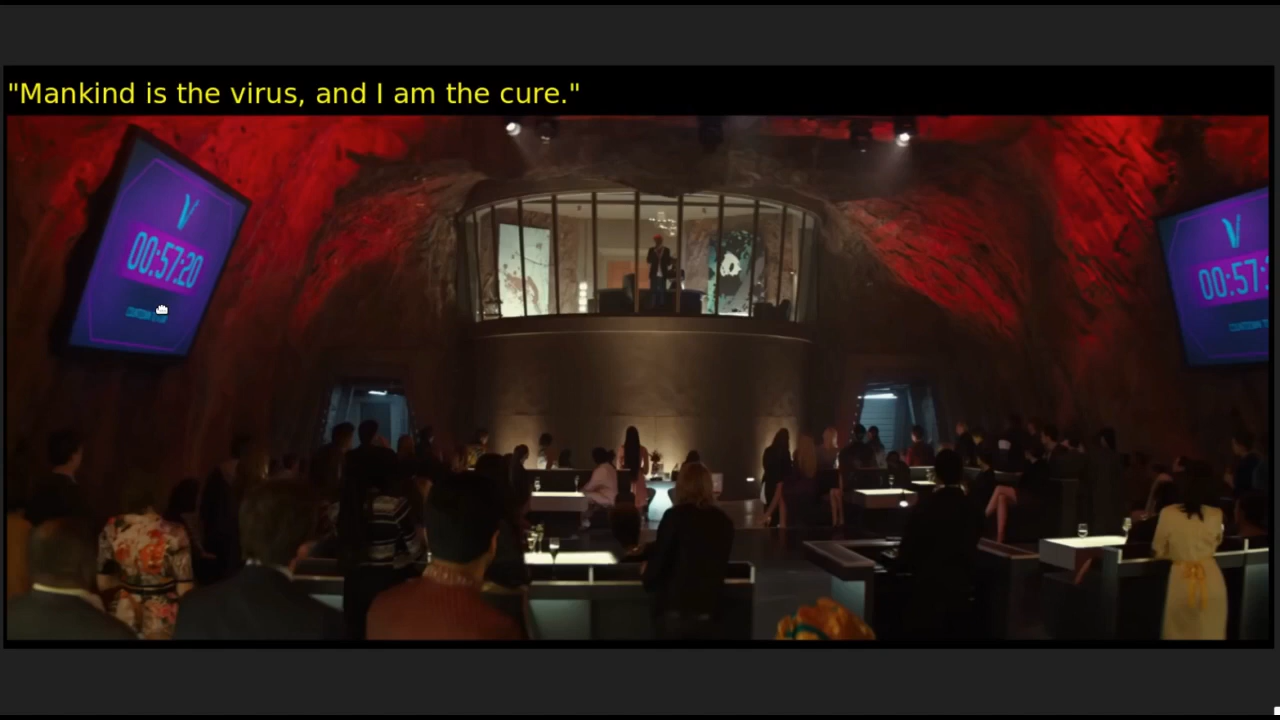 "Mankind is the virus, and I am the cure."
V
00:57:20
V
00:57: